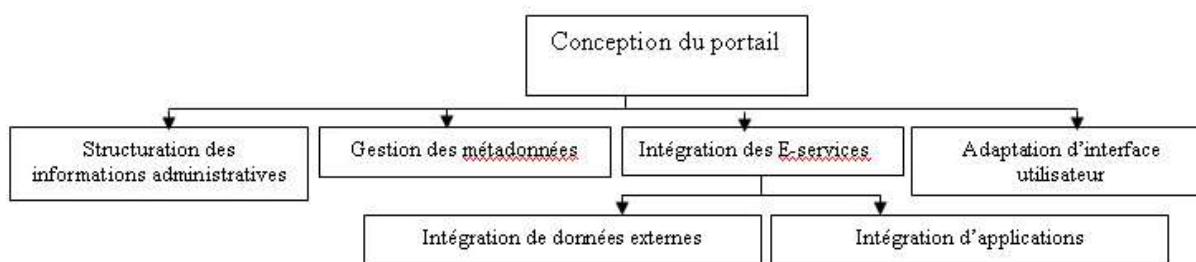 Conception du portail
Structuration des
informations administratives
Gestion des métadonnées
Intégration des E-services
Adaptation d'interface
utilisateur
Intégration de données externes
Intégration d'applications